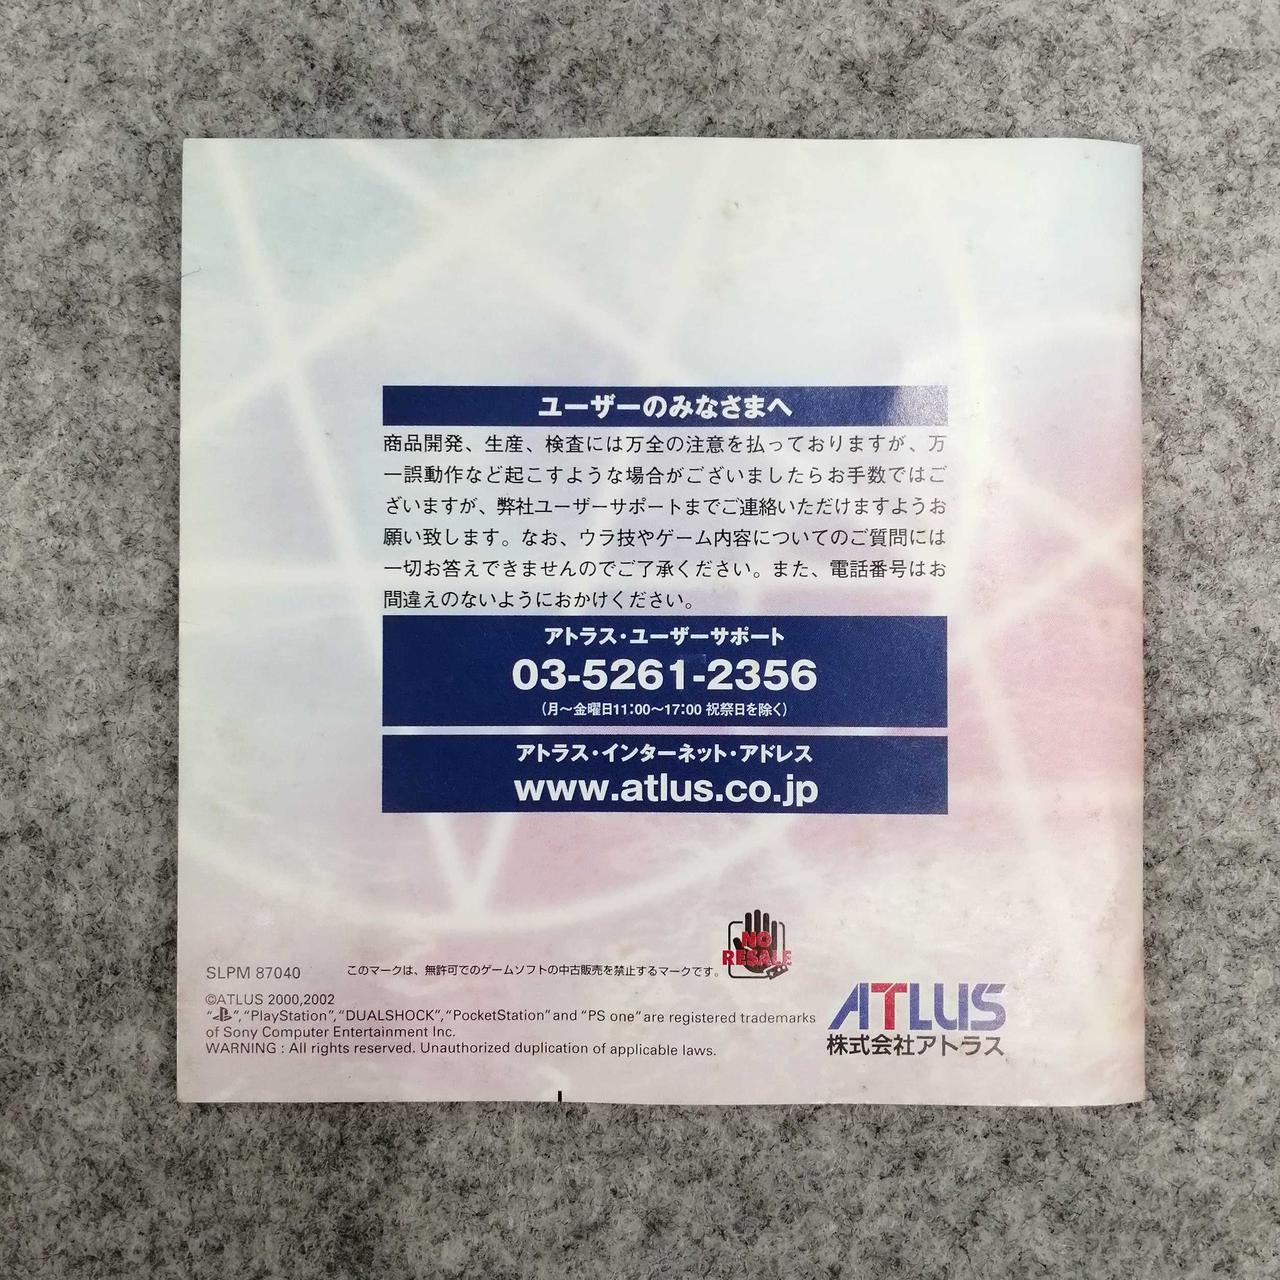 ユーザーのみなさまへ
商品開発、生産、検査には万全の注意を払っておりますが、万
一誤動作など起こすような場合がございましたらお手数ではご
ざいますが、弊社ユーザーサポートまでご連絡いただけますようお
願い致します。なお、ウラ技やゲーム内容についてのご質問には
一切お答えできませんのでご了承ください。また、電話番号はお
間違えのないようにおかけください。
アトラス・ユーザーサポート
03-5261-2356
(月〜金曜日11:00〜17:00 祝祭日を除く)
アトラス・インターネット・アドレス
www.atlus.co.jp
NO
RESALE
SLPM 87040
このマークは、無許可でのゲームソフトの中古販売を禁止するマークです。
©ATLUS 2000,2002
“ ”, “PlayStation”, “DUALSHOCK”, “PocketStation” and “PS one” are registered trademarks
of Sony Computer Entertainment Inc.
WARNING : All rights reserved. Unauthorized duplication of applicable laws.
ATLUS
株式会社アトラス